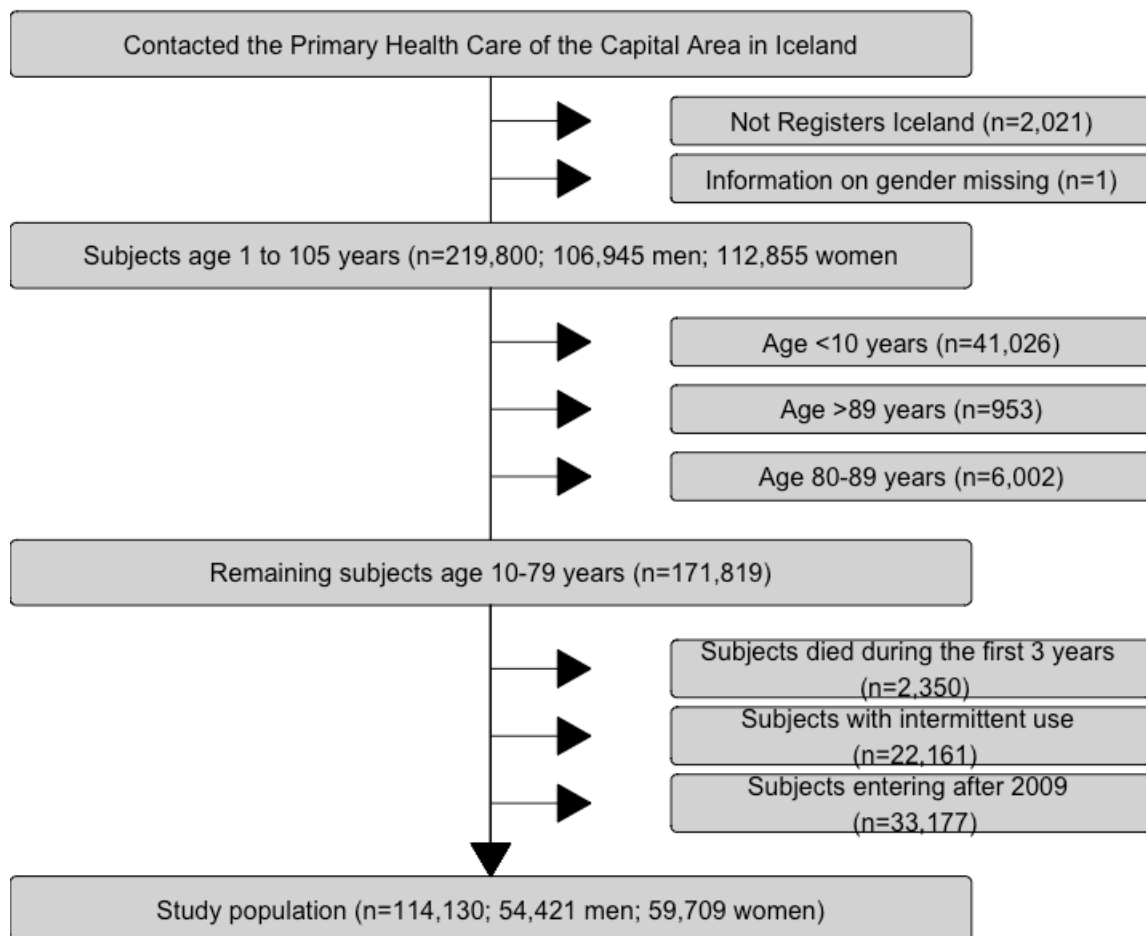 Contacted the Primary Health Care of the Capital Area in Iceland
Not Registers Iceland (n=2,021)
Information on gender missing (n=1)
Subjects age 1 to 105 years (n=219,800; 106,945 men; 112,855 women
Age <10 years (n=41,026)
Age >89 years (n=953)
Age 80-89 years (n=6,002)
Remaining subjects age 10-79 years (n=171,819)
Subjects died during the first 3 years
(n=2,350)
Subjects with intermittent use
(n=22,161)
Subjects entering after 2009
(n=33,177)
Study population (n=114,130; 54,421 men; 59,709 women)